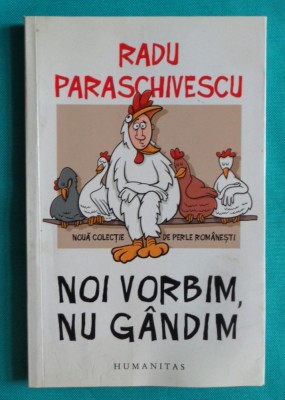 RADU
PARASCHIVESCU
NOUĂ COLECȚIE DE PERLE ROMÂNEȘTI
NOI VORBIM,
NU GÂNDIM
HUMANITAS